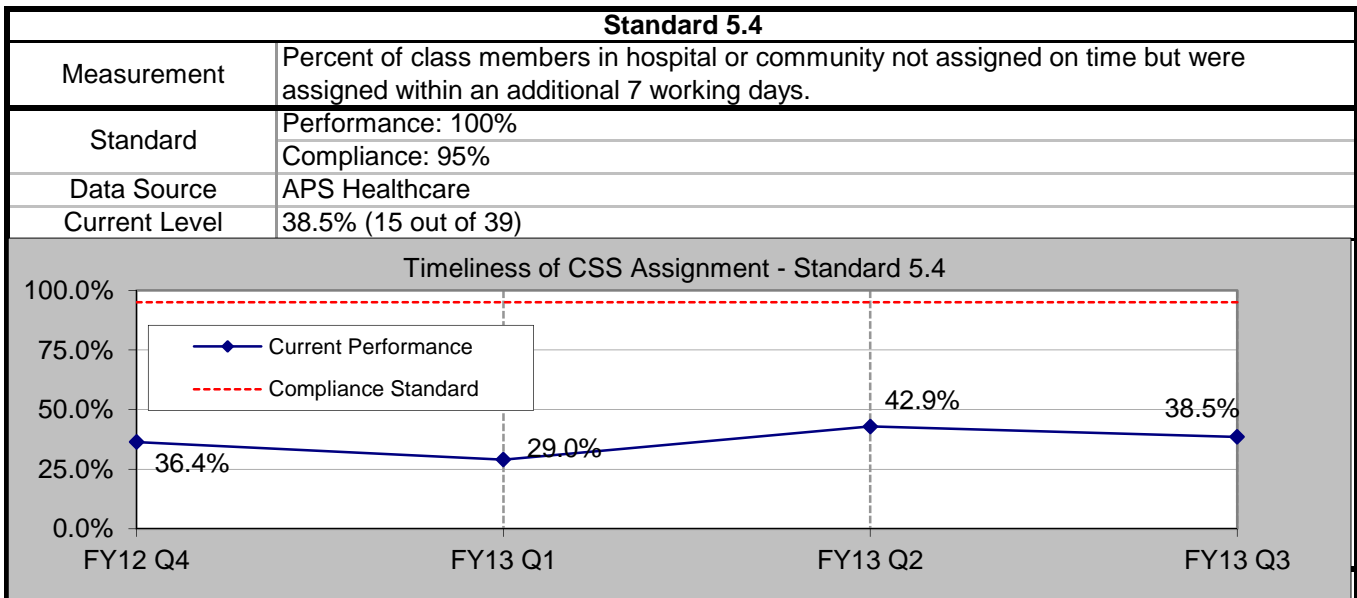 Standard 5.4
Measurement
Percent of class members in hospital or community not assigned on time but were
assigned within an additional 7 working days.
Standard
Performance: 100%
Compliance: 95%
Data Source
APS Healthcare
Current Level
38.5% (15 out of 39)
Timeliness of CSS Assignment - Standard 5.4
100.0%
75.0%
50.0%
25.0%
0.0%
Current Performance
Compliance Standard
36.4%
29.0%
42.9%
38.5%
FY12 Q4
FY13 Q1
FY13 Q2
FY13 Q3